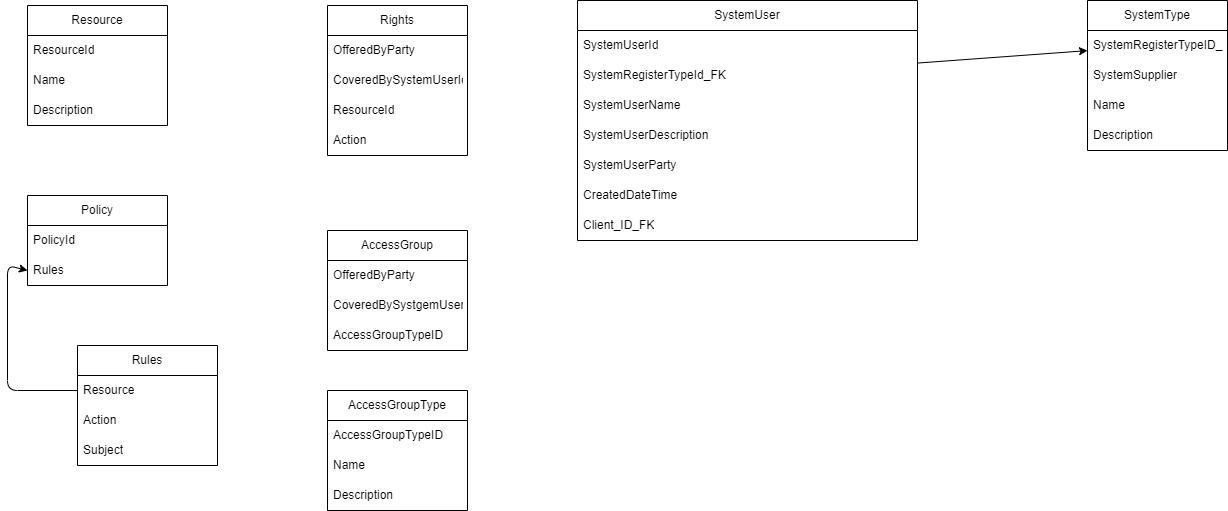 Resource
ResourceId
Name
Description
Rights
OfferedByParty
CoveredBySystemUserI
ResourceId
Action
SystemUser
SystemUserId
SystemRegisterTypeId_FK
SystemUserName
SystemUserDescription
SystemUserParty
CreatedDateTime
Client_ID_FK
SystemType
SystemRegisterTypeID_
SystemSupplier
Name
Description
Policy
PolicyId
Rules
AccessGroup
OfferedByParty
CoveredBySystgemUser
AccessGroupTypeID
Rules
Resource
Action
Subject
AccessGroupType
AccessGroupTypeID
Name
Description